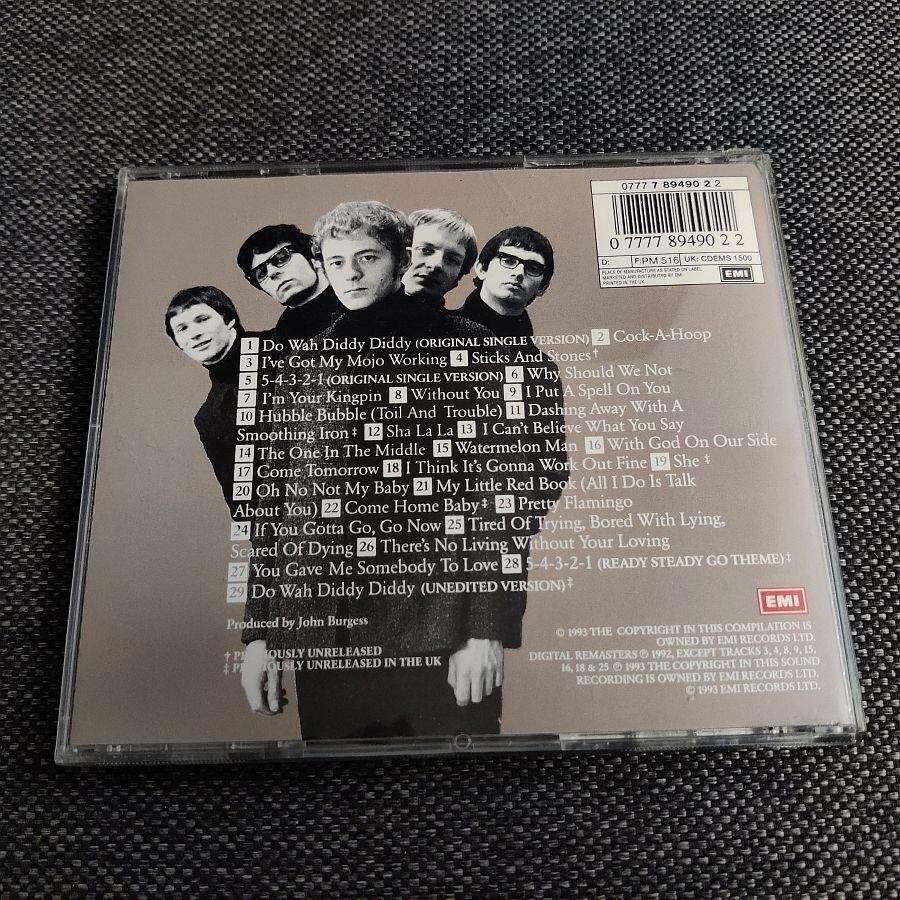 0777 7 89490 2 2
0 7777 89490 2 2
D: F:PM 516 UK: CDEMS 1500
PLACE OF MANUFACTURE AS STATED ON LABEL
MARKETED AND DISTRIBUTED BY EMI
PRINTED IN THE UK
EMI
1 Do Wah Diddy Diddy (ORIGINAL SINGLE VERSION) 2 Cock-A-Hoop
3 I've Got My Mojo Working 4 Sticks And Stones†
5 5-4-3-2-1 (ORIGINAL SINGLE VERSION) 6 Why Should We Not
7 I'm Your Kingpin 8 Without You 9 I Put A Spell On You
10 Hubble Bubble (Toil And Trouble) 11 Dashing Away With A
Smoothing Iron‡ 12 Sha La La 13 I Can't Believe What You Say
14 The One In The Middle 15 Watermelon Man 16 With God On Our Side
17 Come Tomorrow 18 I Think It's Gonna Work Out Fine 19 She‡
20 Oh No Not My Baby 21 My Little Red Book (All I Do Is Talk
About You) 22 Come Home Baby‡ 23 Pretty Flamingo
24 If You Gotta Go, Go Now 25 Tired Of Trying, Bored With Lying,
Scared Of Dying 26 There's No Living Without Your Loving
27 You Gave Me Somebody To Love 28 5-4-3-2-1 (READY STEADY GO THEME)‡
29 Do Wah Diddy Diddy (UNEDITED VERSION)‡
Produced by John Burgess
† PREVIOUSLY UNRELEASED
‡ PREVIOUSLY UNRELEASED IN THE UK
EMI
© 1993 THE COPYRIGHT IN THIS COMPILATION IS
OWNED BY EMI RECORDS LTD.
DIGITAL REMASTERS ℗ 1992, EXCEPT TRACKS 3, 4, 8, 9, 15,
16, 18 & 25 ℗ 1993 THE COPYRIGHT IN THIS SOUND
RECORDING IS OWNED BY EMI RECORDS LTD.
© 1993 EMI RECORDS LTD.